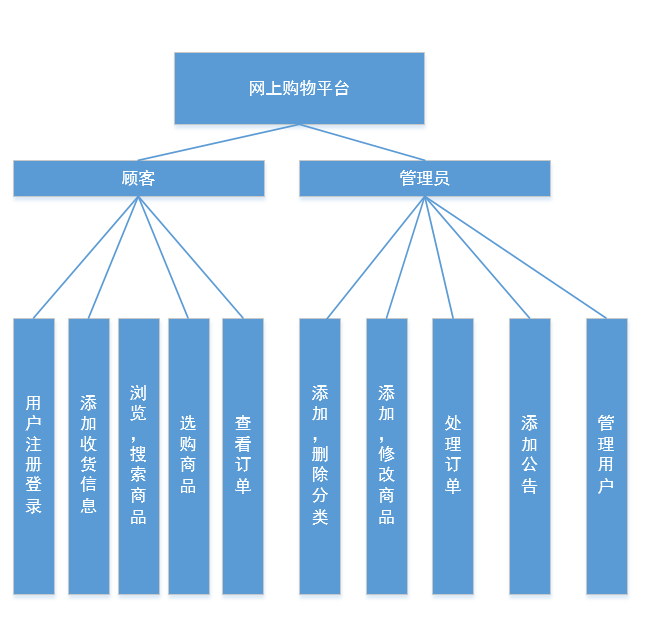 网上购物平台
顾客
管理员
用户注册登录
添加收货信息
浏览，搜索商品
选购商品
查看订单
添加，删除分类
添加，修改商品
处理订单
添加公告
管理用户